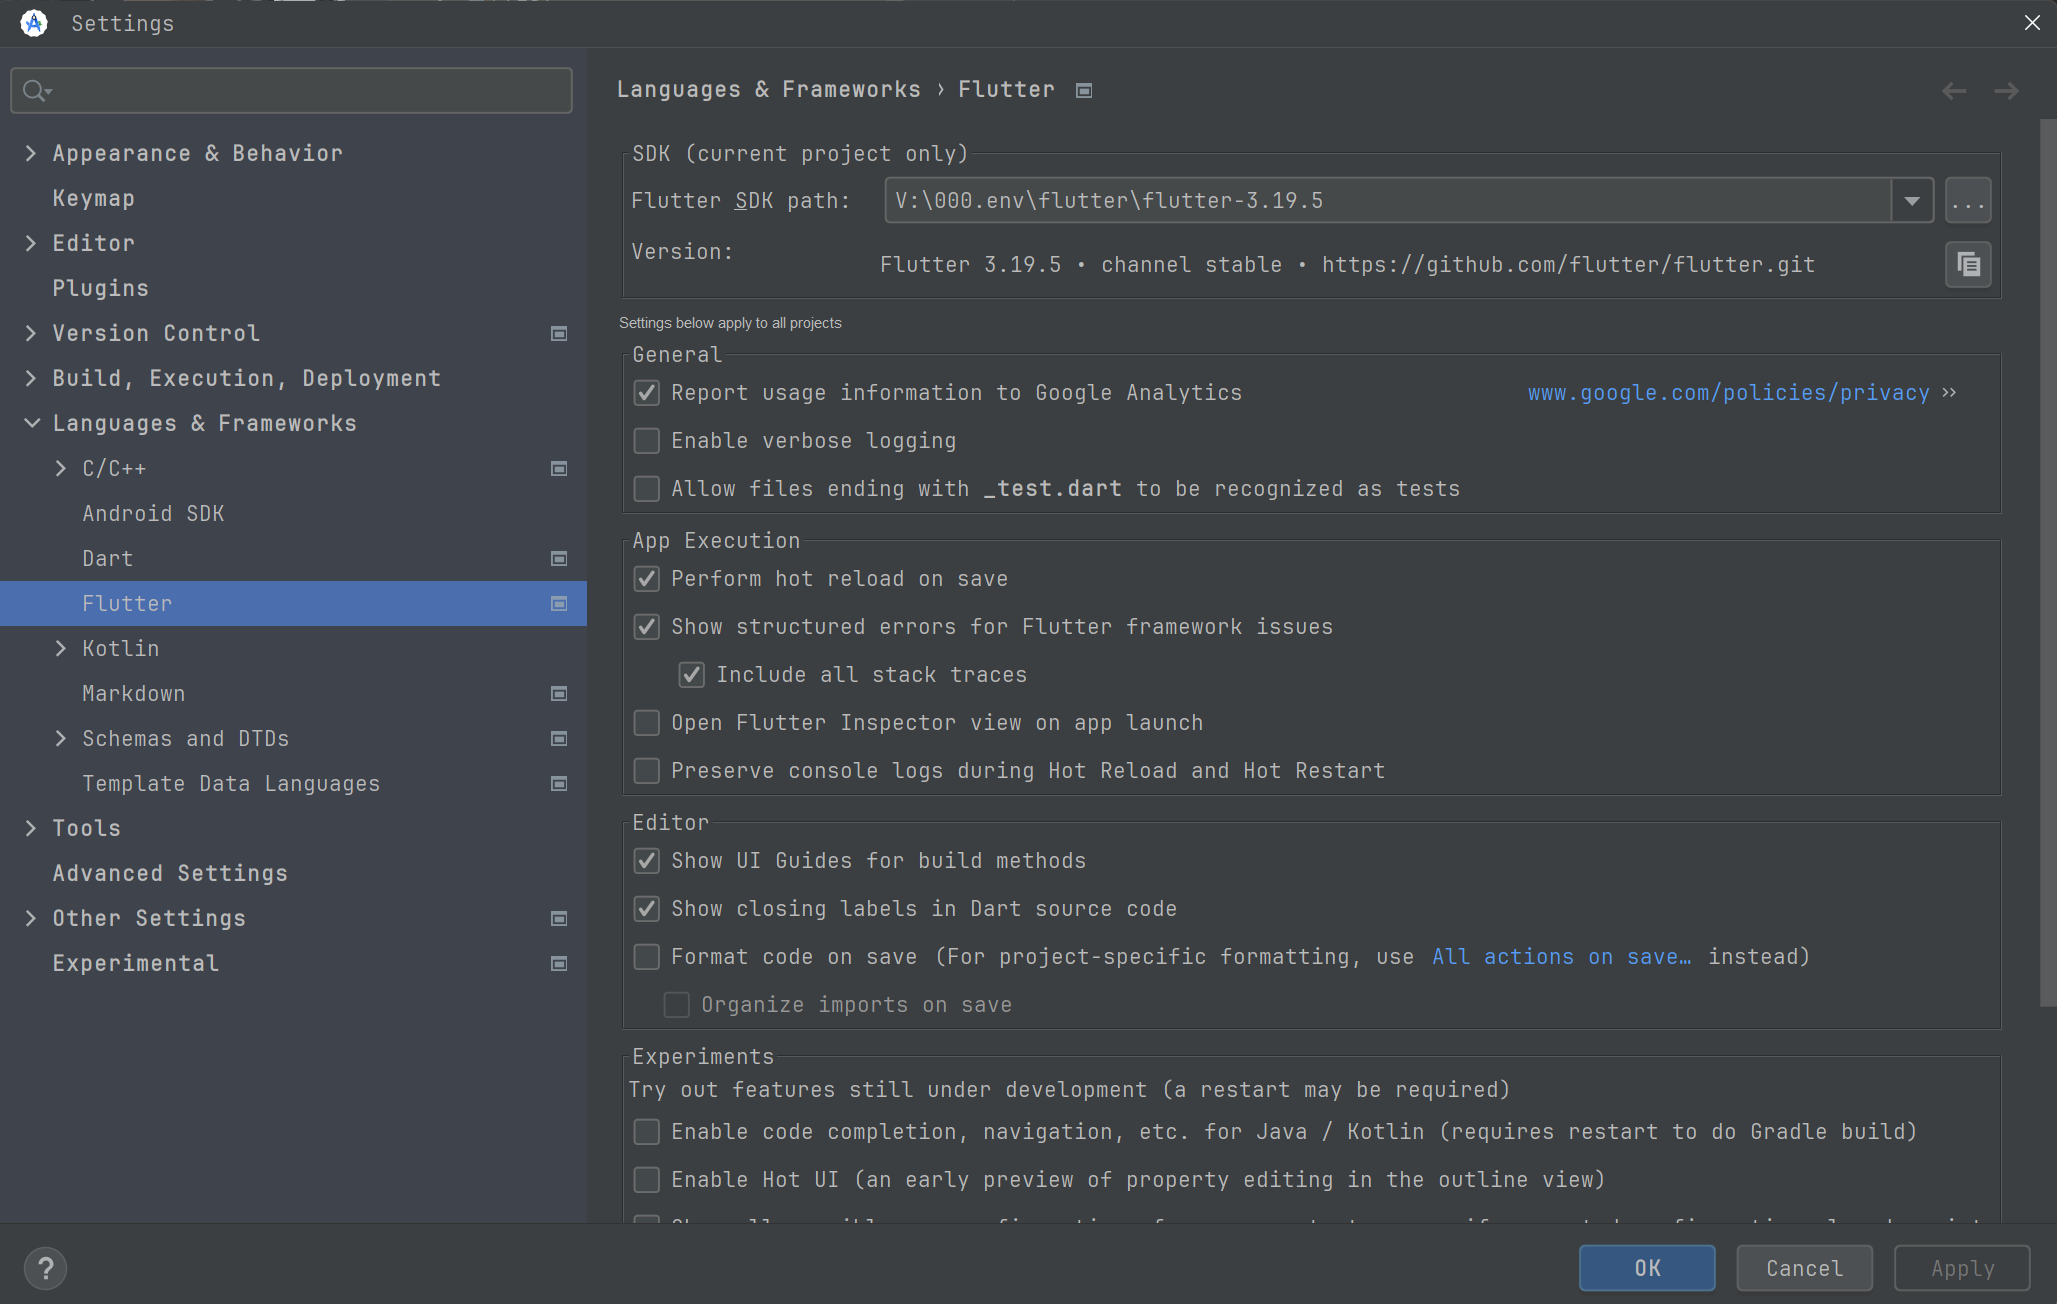 Settings
Appearance & Behavior
Keymap
Editor
Plugins
Version Control
Build, Execution, Deployment
Languages & Frameworks
C/C++
Android SDK
Dart
Flutter
Kotlin
Markdown
Schemas and DTDs
Template Data Languages
Tools
Advanced Settings
Other Settings
Experimental
Languages & Frameworks › Flutter
SDK (current project only)
Flutter SDK path: V:\000.env\flutter\flutter-3.19.5 ...
Version:
Flutter 3.19.5 • channel stable • https://github.com/flutter/flutter.git
Settings below apply to all projects
General
Report usage information to Google Analytics www.google.com/policies/privacy »
Enable verbose logging
Allow files ending with _test.dart to be recognized as tests
App Execution
Perform hot reload on save
Show structured errors for Flutter framework issues
Include all stack traces
Open Flutter Inspector view on app launch
Preserve console logs during Hot Reload and Hot Restart
Editor
Show UI Guides for build methods
Show closing labels in Dart source code
Format code on save (For project-specific formatting, use All actions on save… instead)
Organize imports on save
Experiments
Try out features still under development (a restart may be required)
Enable code completion, navigation, etc. for Java / Kotlin (requires restart to do Gradle build)
Enable Hot UI (an early preview of property editing in the outline view)
?
OK
Cancel
Apply